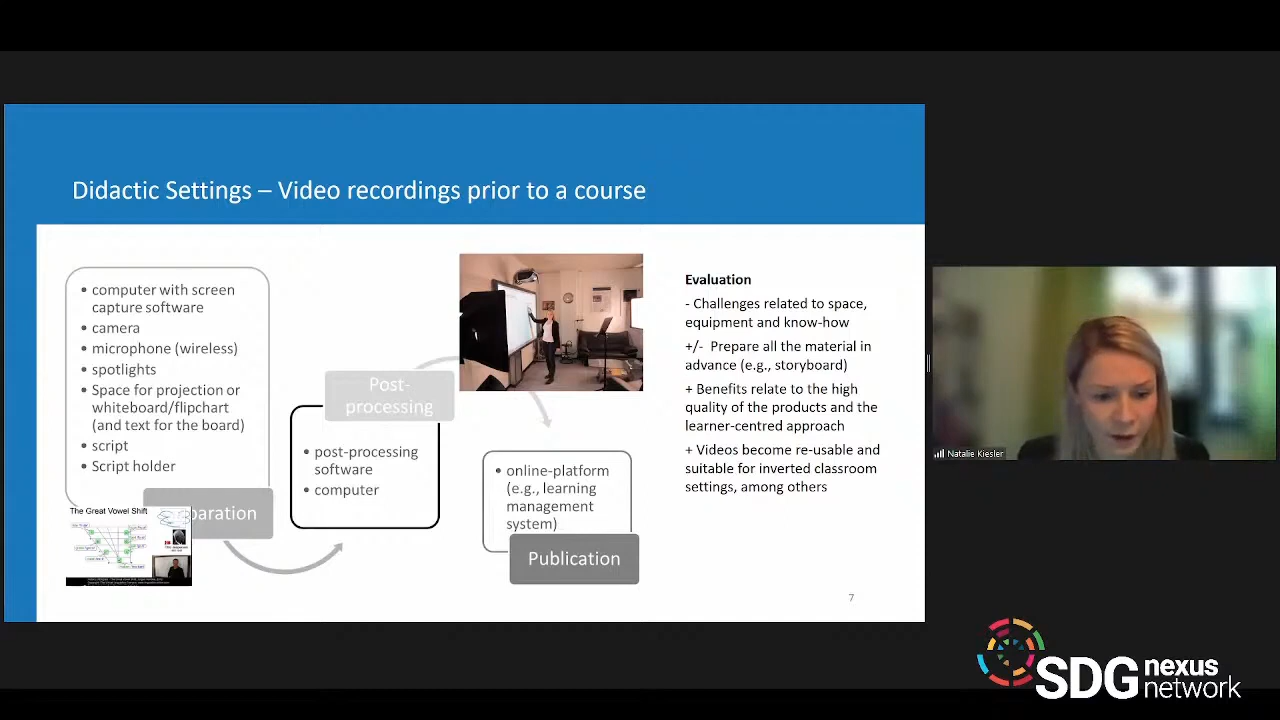 Didactic Settings – Video recordings prior to a course
• computer with screen
capture software
• camera
• microphone (wireless)
• spotlights
• Space for projection or
whiteboard/flipchart
(and text for the board)
• script
• Script holder
The Great Vowel Shift
Post-
processing
• post-processing
software
• computer
• online-platform
(e.g., learning
management
system)
Publication
Evaluation
- Challenges related to space,
equipment and know-how
+/- Prepare all the material in
advance (e.g., storyboard)
+ Benefits relate to the high
quality of the products and the
learner-centred approach
+ Videos become re-usable and
suitable for inverted classroom
settings, among others
7
Natalie Kiesler
SDG nexus
network